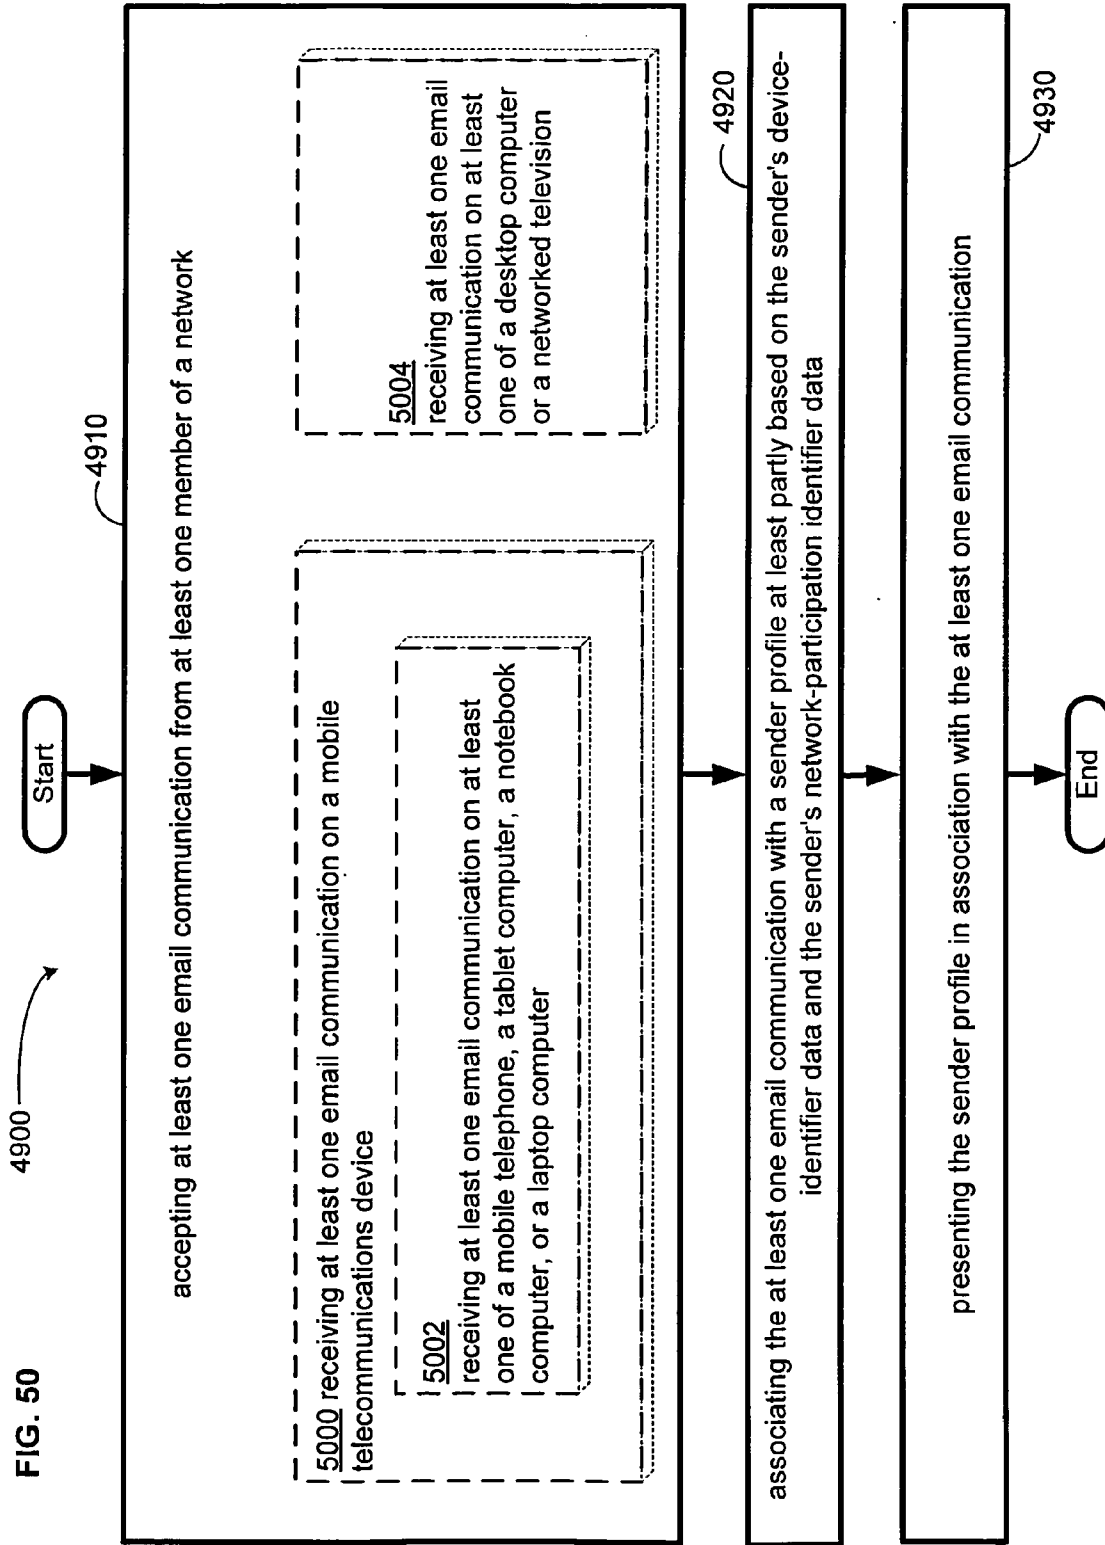 FIG. 50
4900
Start
4910
accepting at least one email communication from at least one member of a network
5000 receiving at least one email communication on a mobile
telecommunications device
5002
receiving at least one email communication on at least
one of a mobile telephone, a tablet computer, a notebook
computer, or a laptop computer
5004
receiving at least one email
communication on at least
one of a desktop computer
or a networked television
4920
associating the at least one email communication with a sender profile at least partly based on the sender's device-
identifier data and the sender's network-participation identifier data
4930
presenting the sender profile in association with the at least one email communication
End